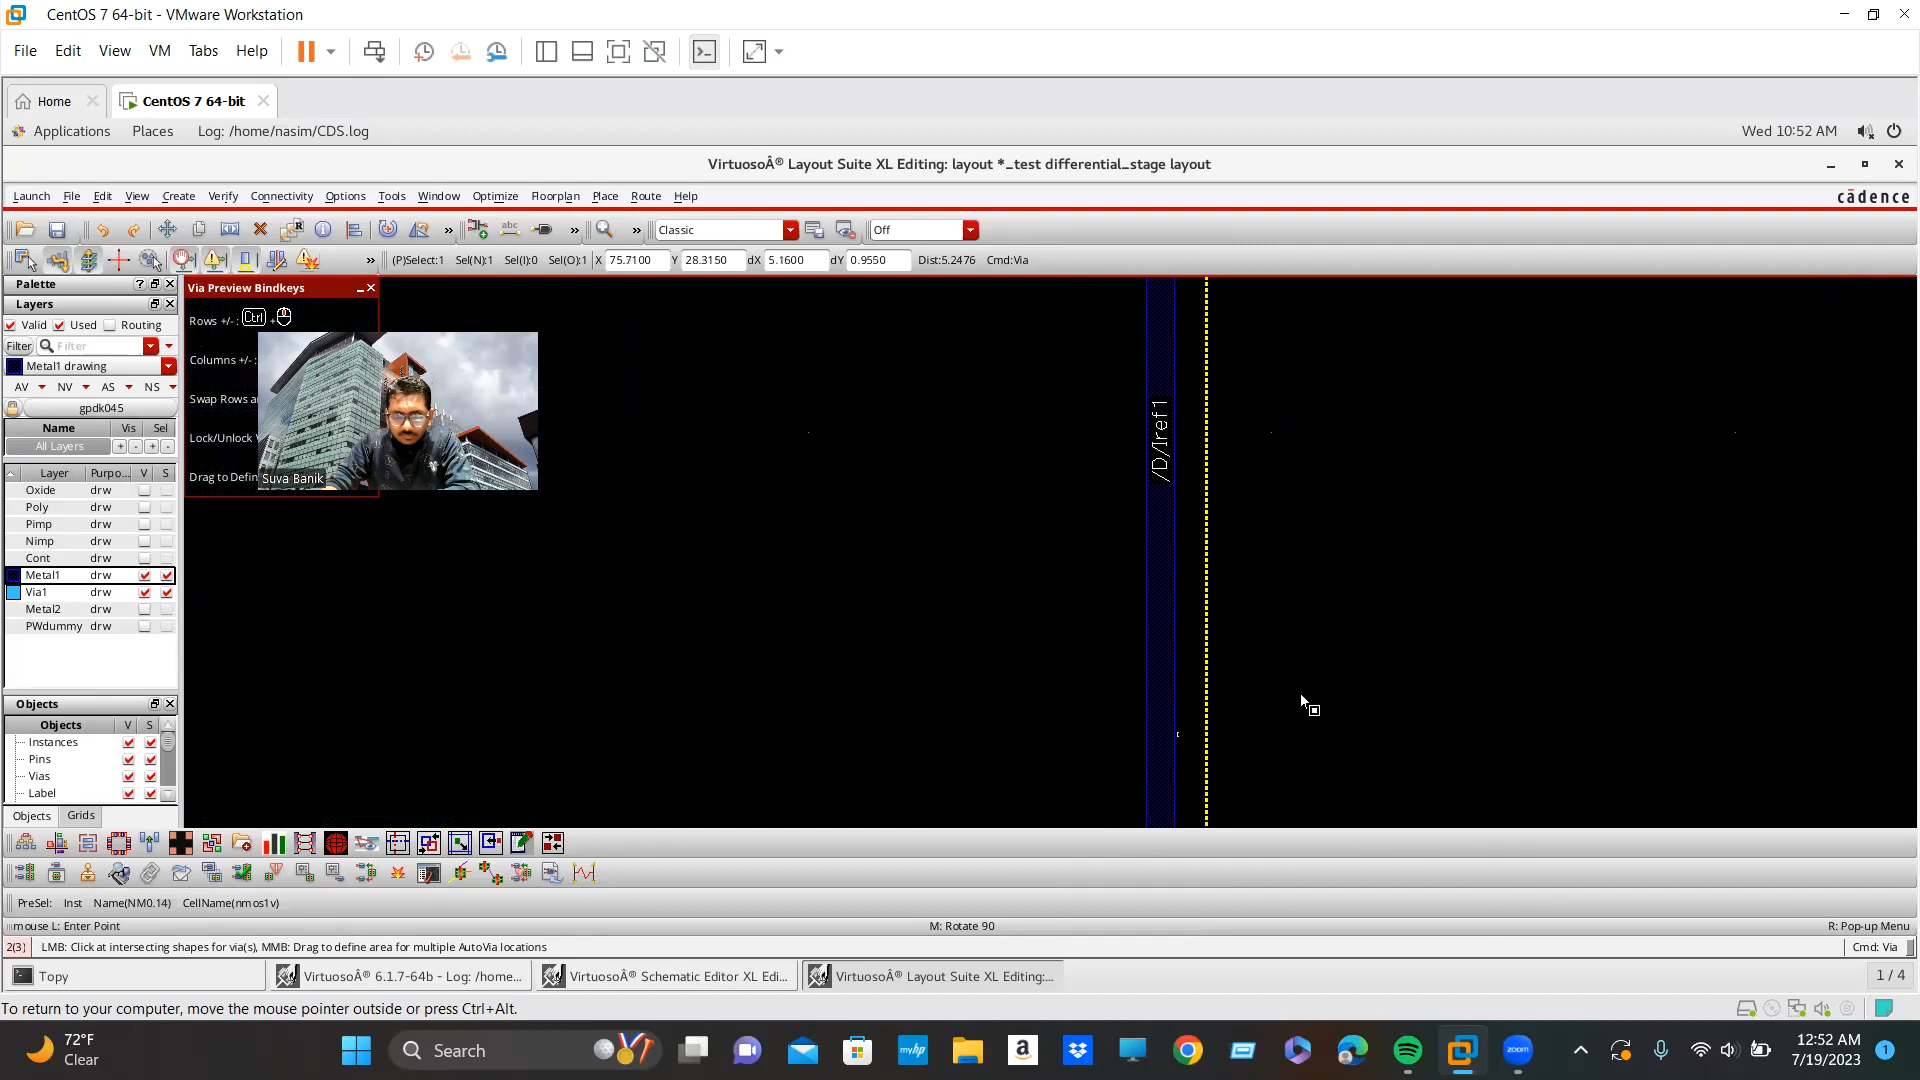 CentOS 7 64-bit - VMware Workstation
File Edit View VM Tabs Help
Home CentOS 7 64-bit
Applications Places Log: /home/nasim/CDS.log Wed 10:52 AM
VirtuosoÂ® Layout Suite XL Editing: layout *_test differential_stage layout
Launch File Edit View Create Verify Connectivity Options Tools Window Optimize Floorplan Place Route Help cādence
abc » » » Classic Off
» (P)Select:1 Sel(N):1 Sel(I):0 Sel(O):1 X 75.7100 Y 28.3150 dX 5.1600 dY 0.9550 Dist:5.2476 Cmd:Via
Palette ?
Layers
Valid Used Routing
Filter Filter
Metal1 drawing
AV NV AS NS
gpdk045
Name Vis Sel
All Layers + - + -
Layer Purpo... V S
Oxide drw
Poly drw
Pimp drw
Nimp drw
Cont drw
Metal1 drw
Via1 drw
Metal2 drw
PWdummy drw
Objects
Objects V S
Instances
Pins
Vias
Label
Objects Grids
Via Preview Bindkeys
Rows +/- : Ctrl +
Columns +/- :
Swap Rows a
Lock/Unlock
Drag to Defin
Suva Banik
/D/Iref1
PreSel: Inst Name(NM0.14) CellName(nmos1v)
mouse L: Enter Point M: Rotate 90 R: Pop-up Menu
2(3) LMB: Click at intersecting shapes for via(s), MMB: Drag to define area for multiple AutoVia locations Cmd: Via
Topy VirtuosoÂ® 6.1.7-64b - Log: /home... VirtuosoÂ® Schematic Editor XL Edi... VirtuosoÂ® Layout Suite XL Editing:... 1 / 4
To return to your computer, move the mouse pointer outside or press Ctrl+Alt.
72°F
Clear
Search
myhp
a
zoom
12:52 AM
7/19/2023
1